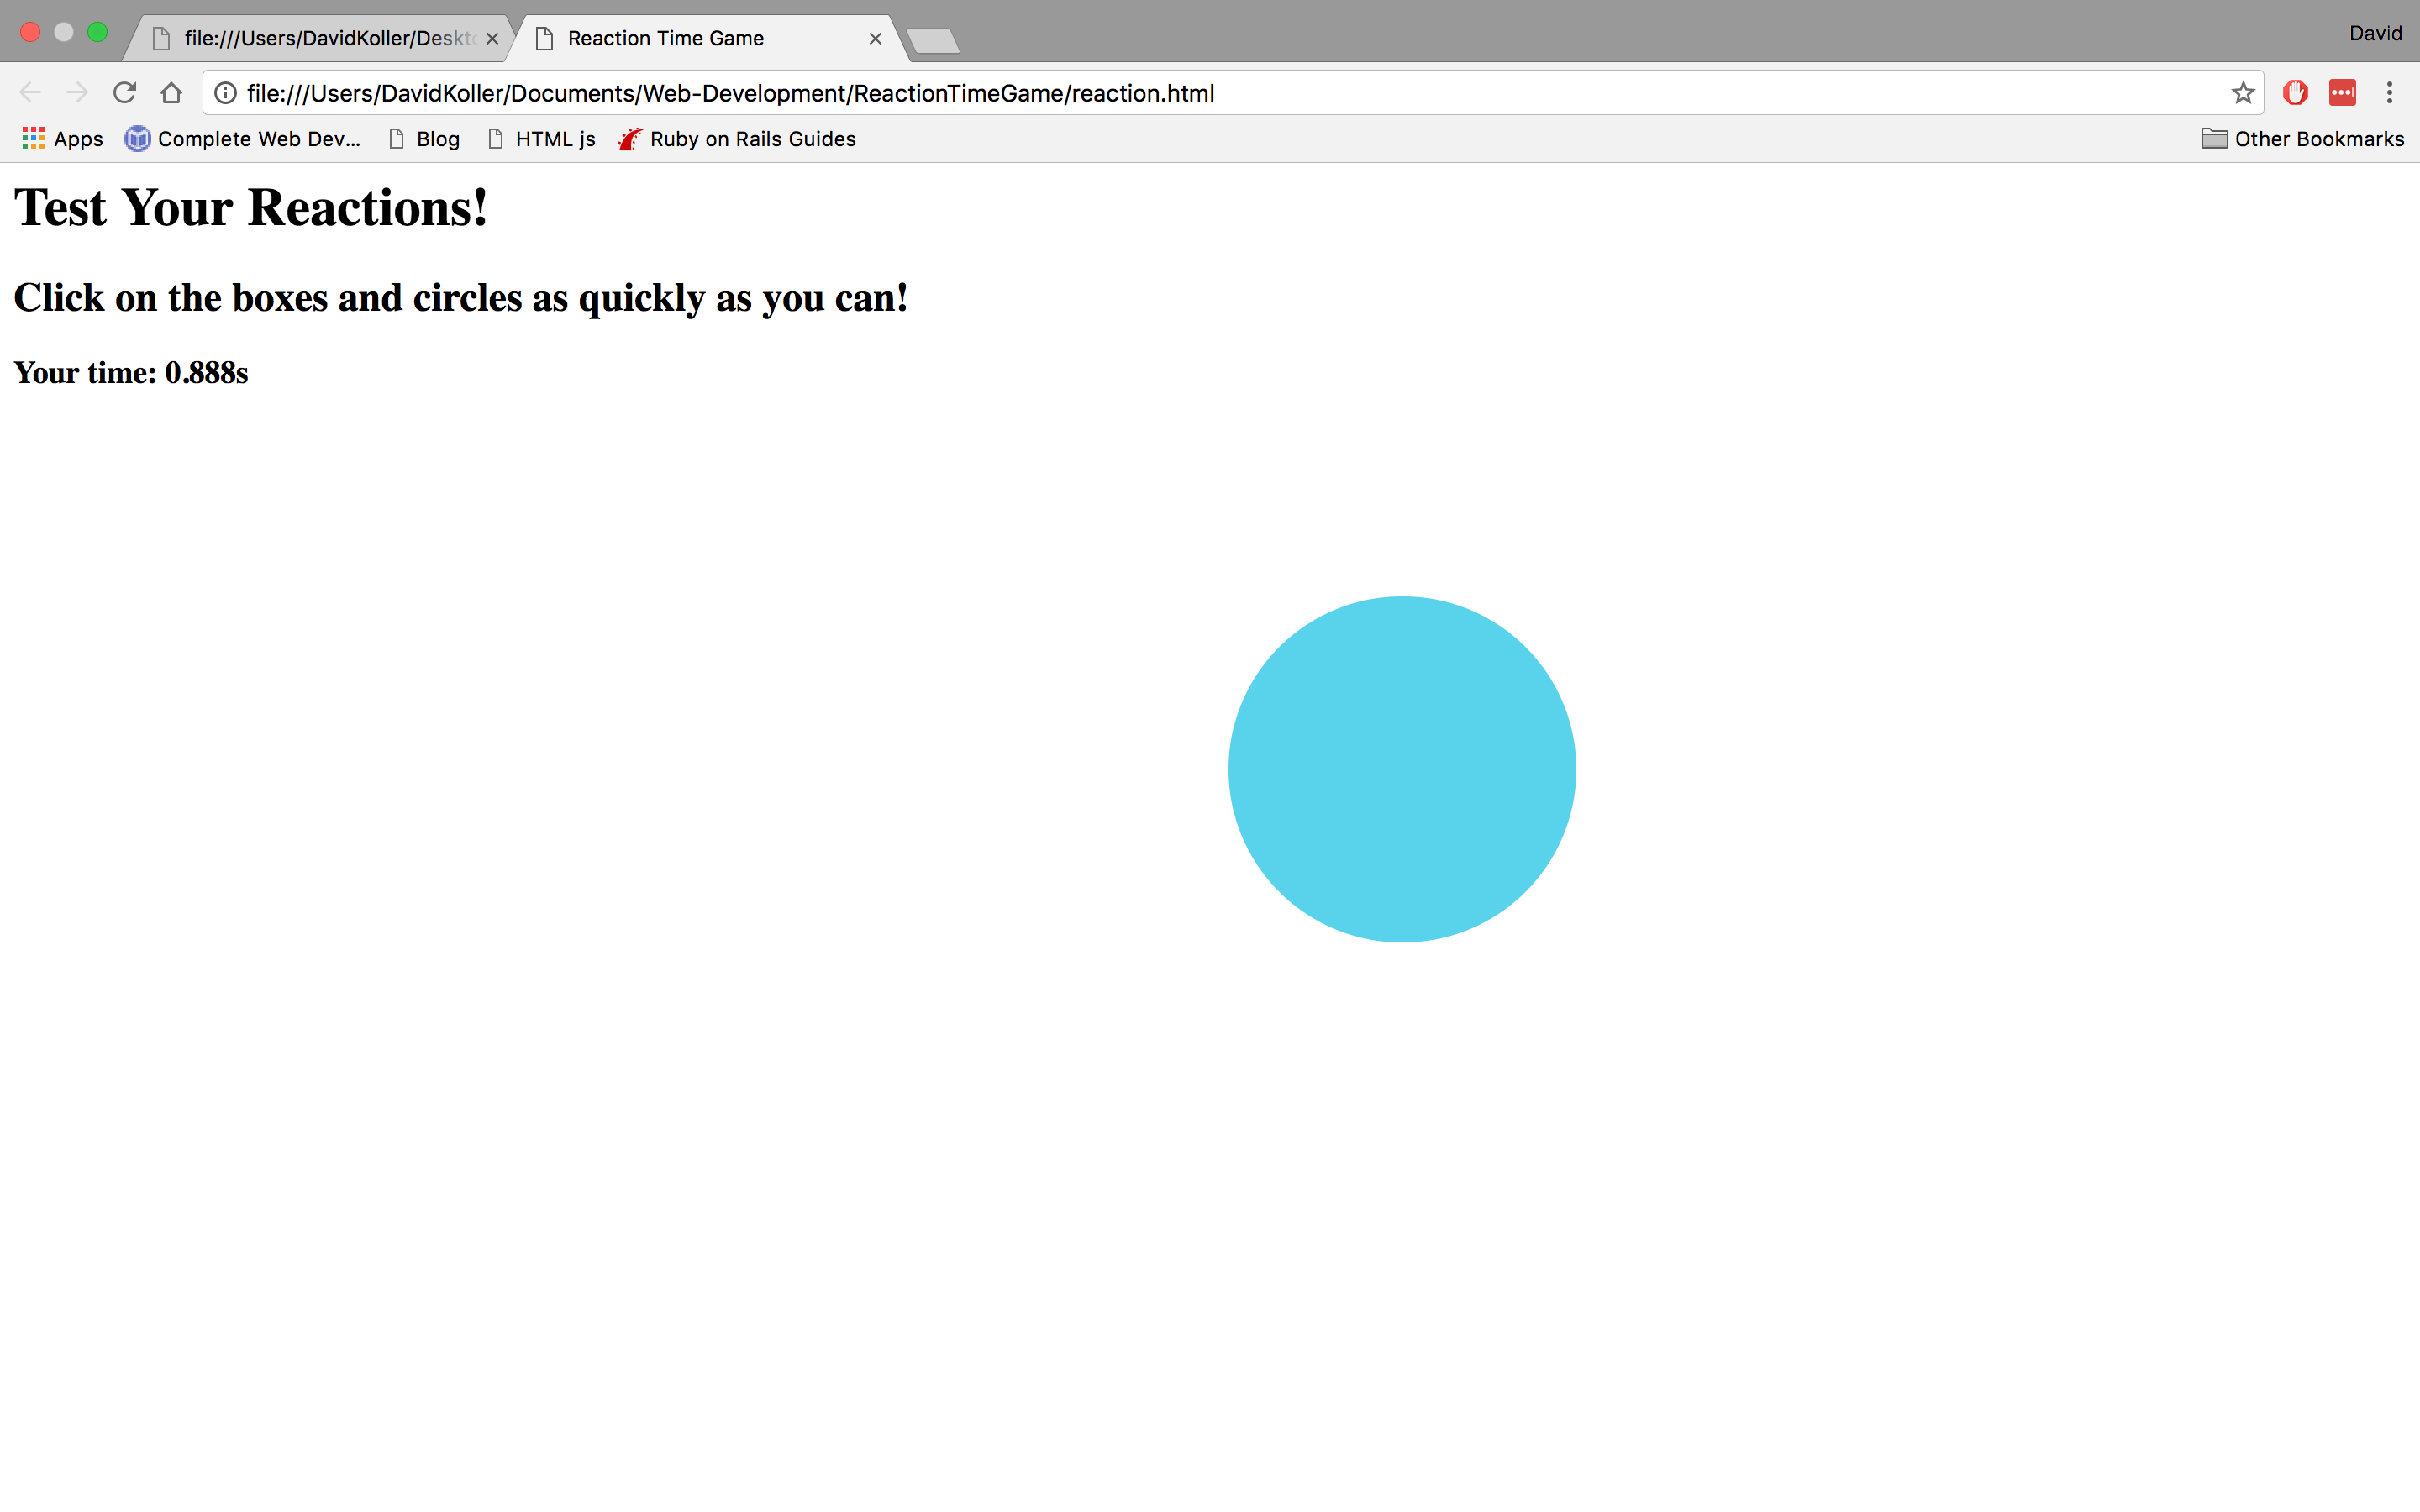 file:///Users/DavidKoller/Deskt
Reaction Time Game
David
file:///Users/DavidKoller/Documents/Web-Development/ReactionTimeGame/reaction.html
Apps
Complete Web Dev...
Blog
HTML js
Ruby on Rails Guides
Other Bookmarks
Test Your Reactions!
Click on the boxes and circles as quickly as you can!
Your time: 0.888s